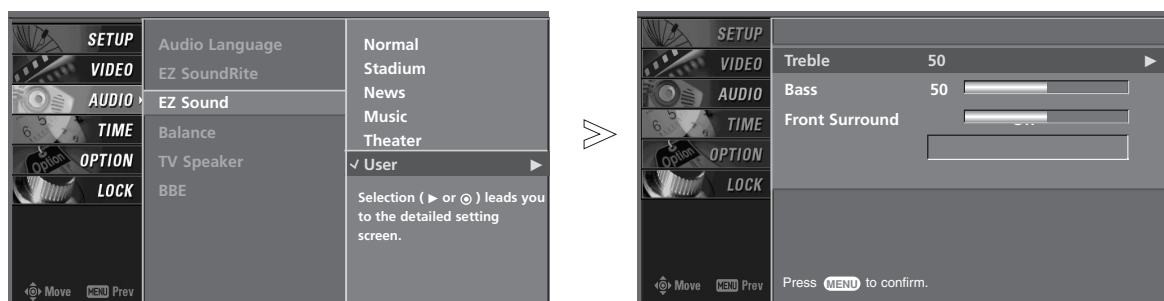 SETUP
VIDEO
AUDIO
TIME
OPTION
LOCK
Move MENU Prev
Audio Language
EZ SoundRite
EZ Sound
Balance
TV Speaker
BBE
Normal
Stadium
News
Music
Theater
✓ User ▶
Selection ( ▶ or ◉ ) leads you
to the detailed setting
screen.
SETUP
VIDEO
AUDIO
TIME
OPTION
LOCK
Move MENU Prev
Treble 50 ▶
Bass 50
Front Surround
Press MENU to confirm.